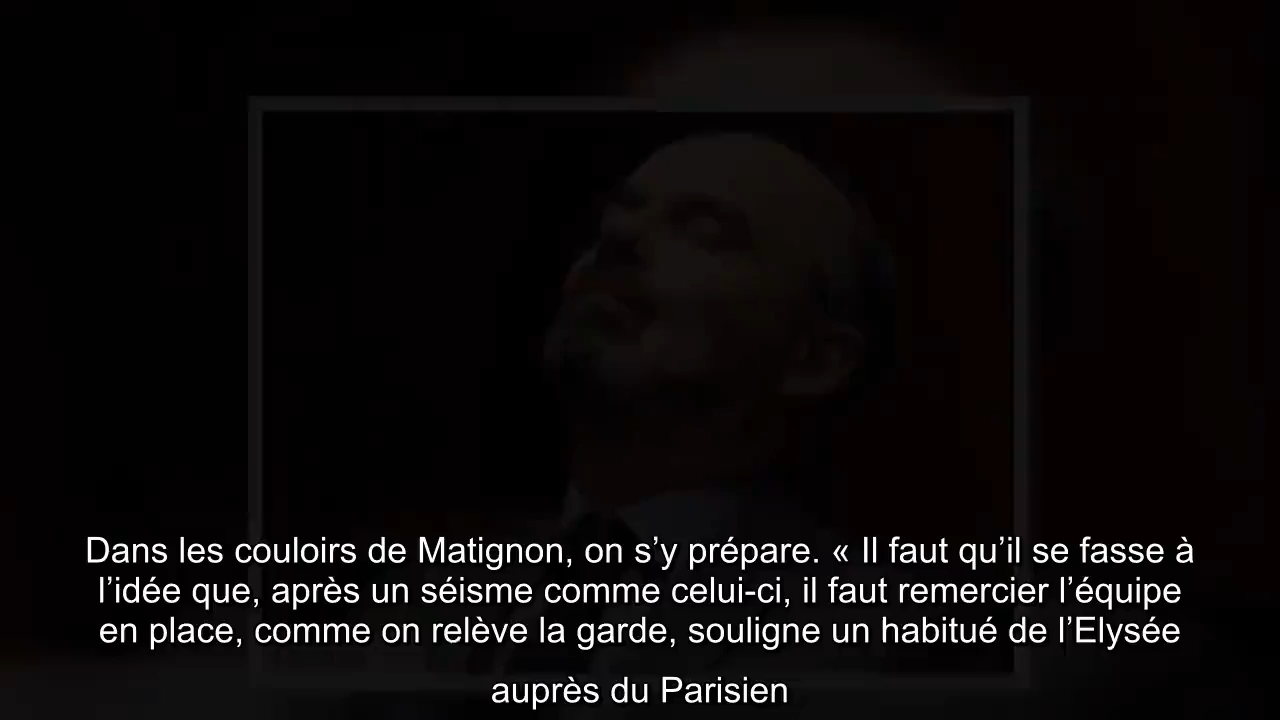 Dans les couloirs de Matignon, on s’y prépare. « Il faut qu’il se fasse à
l’idée que, après un séisme comme celui-ci, il faut remercier l’équipe
en place, comme on relève la garde, souligne un habitué de l’Elysée
auprès du Parisien